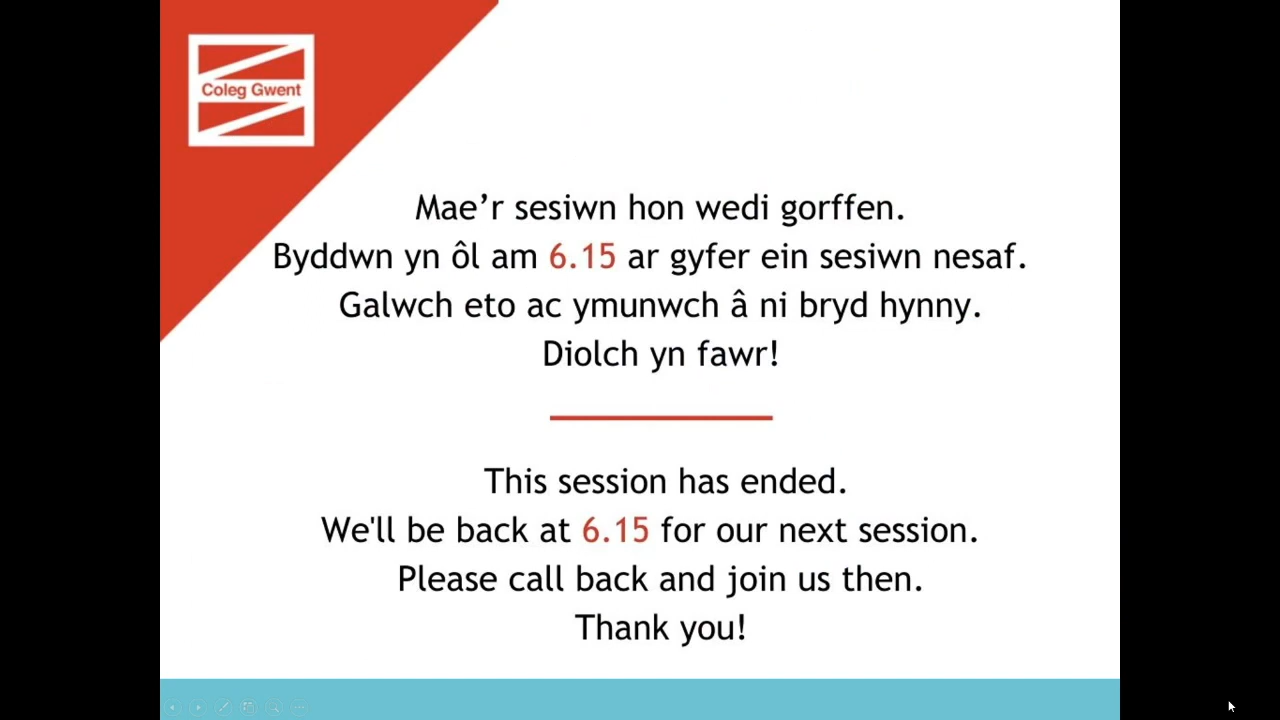 Coleg Gwent
Mae’r sesiwn hon wedi gorffen.
Byddwn yn ôl am 6.15 ar gyfer ein sesiwn nesaf.
Galwch eto ac ymunwch â ni bryd hynny.
Diolch yn fawr!
This session has ended.
We'll be back at 6.15 for our next session.
Please call back and join us then.
Thank you!